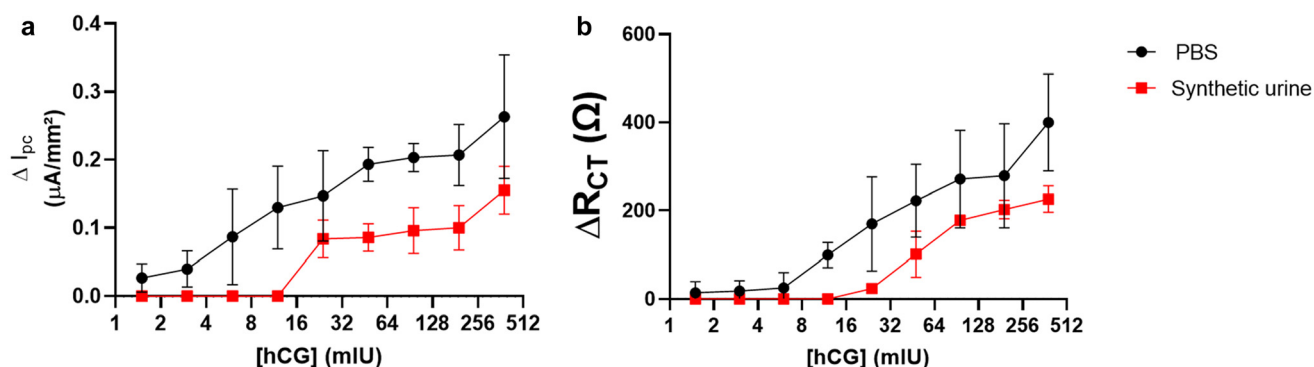 a
0.4
0.3
0.2
0.1
0.0
Δ Ipc
(μA/mm²)
1 2 4 8 16 32 64 128 256 512
[hCG] (mIU)
b
600
400
200
0
ΔRCT (Ω)
1 2 4 8 16 32 64 128 256 512
[hCG] (mIU)
PBS
Synthetic urine